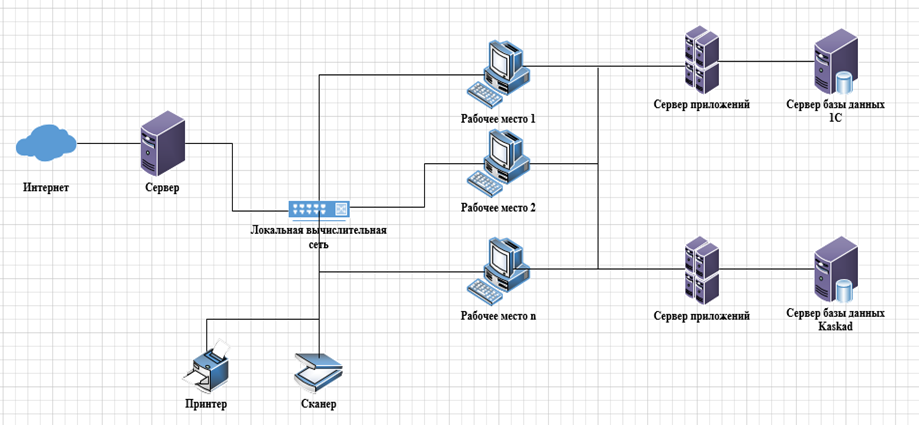 Рабочее место 1
Сервер приложений
Сервер базы данных
1С
Интернет
Сервер
Рабочее место 2
Локальная вычислительная
сеть
Рабочее место n
Сервер приложений
Сервер базы данных
Kaskad
Принтер
Сканер